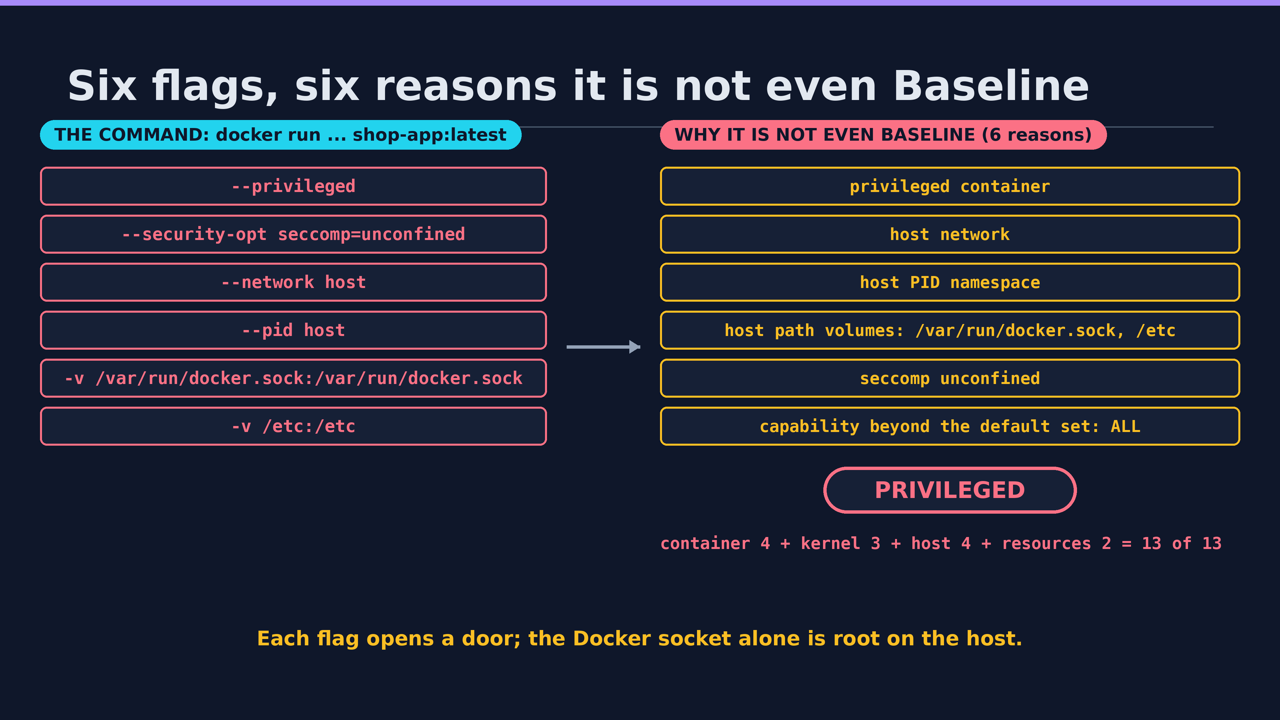 Six flags, six reasons it is not even Baseline
THE COMMAND: docker run ... shop-app:latest
--privileged
--security-opt seccomp=unconfined
--network host
--pid host
-v /var/run/docker.sock:/var/run/docker.sock
-v /etc:/etc
WHY IT IS NOT EVEN BASELINE (6 reasons)
privileged container
host network
host PID namespace
host path volumes: /var/run/docker.sock, /etc
seccomp unconfined
capability beyond the default set: ALL
PRIVILEGED
container 4 + kernel 3 + host 4 + resources 2 = 13 of 13
Each flag opens a door; the Docker socket alone is root on the host.